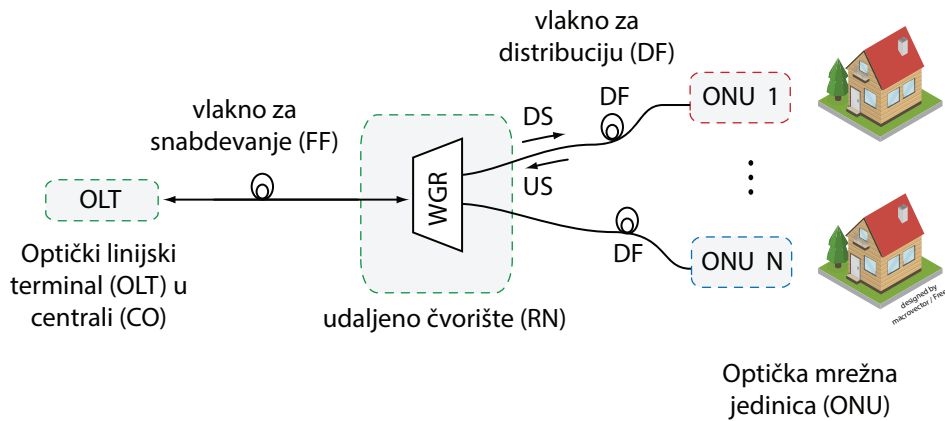 vlakno za
distribuciju (DF)
vlakno za
snabdevanje (FF)
DF
ONU 1
DS
US
OLT
WGR
DF
ONU N
Optički linijski
terminal (OLT) u
centrali (CO)
udaljeno čvorište (RN)
designed by
macrovector / Free
Optička mrežna
jedinica (ONU)